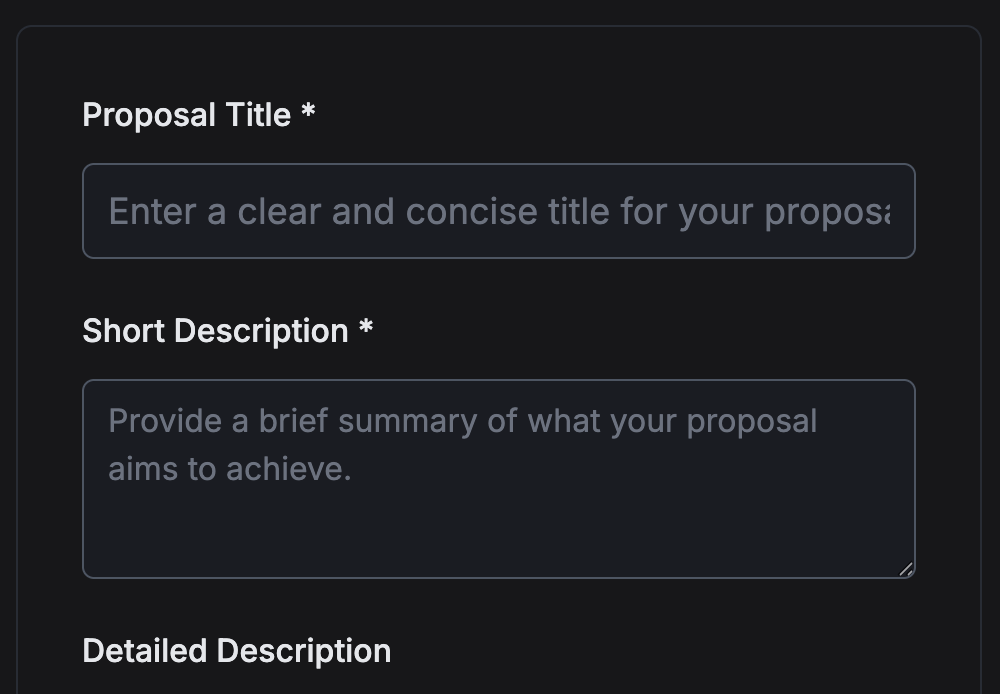 Proposal Title *
Enter a clear and concise title for your propos
Short Description *
Provide a brief summary of what your proposal
aims to achieve.
Detailed Description